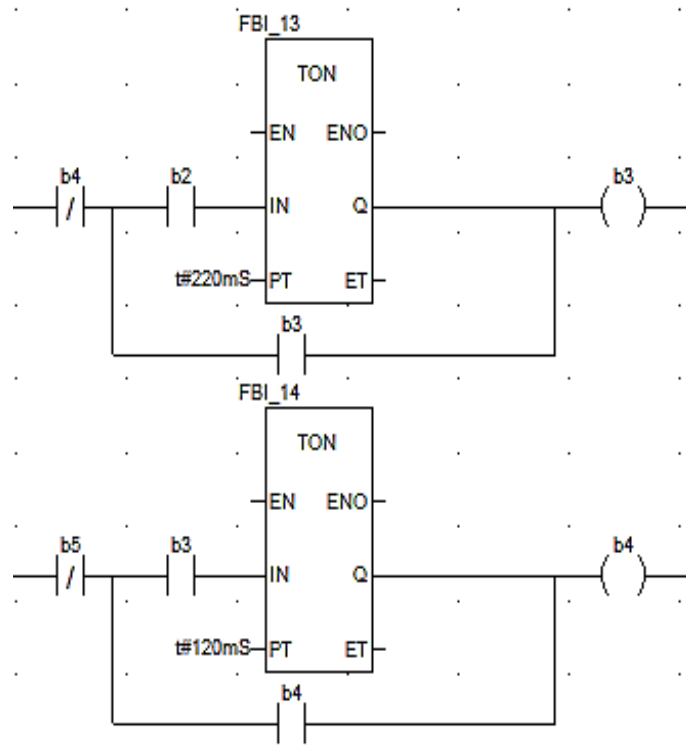 FBI_13
TON
EN ENO
b4 b2 b3
/ IN Q
t#220mS PT ET
b3
FBI_14
TON
EN ENO
b5 b3 b4
/ IN Q
t#120mS PT ET
b4